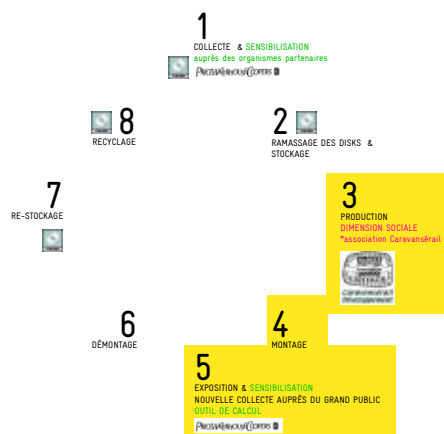 1
COLLECTE & SENSIBILISATION
auprès des organismes partenaires
PRICEWATERHOUSECOOPERS
2
RAMASSAGE DES DISKS &
STOCKAGE
3
PRODUCTION
DIMENSION SOCIALE
*association Caravansérail
4
MONTAGE
5
EXPOSITION & SENSIBILISATION
NOUVELLE COLLECTE AUPRÈS DU GRAND PUBLIC
OUTIL DE CALCUL
PRICEWATERHOUSECOOPERS
6
DÉMONTAGE
7
RE-STOCKAGE
8
RECYCLAGE